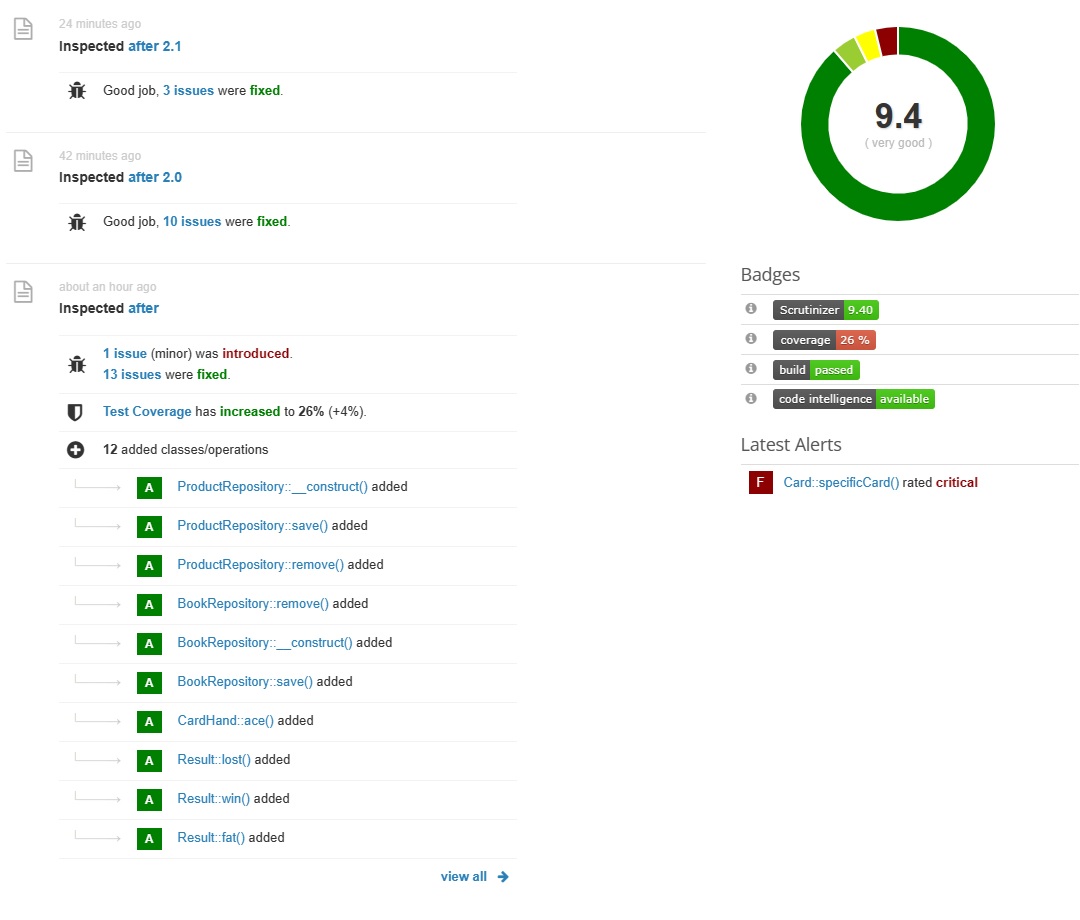 24 minutes ago
Inspected after 2.1
Good job, 3 issues were fixed.
42 minutes ago
Inspected after 2.0
Good job, 10 issues were fixed.
about an hour ago
Inspected after
1 issue (minor) was introduced.
13 issues were fixed.
Test Coverage has increased to 26% (+4%).
12 added classes/operations
A ProductRepository::__construct() added
A ProductRepository::save() added
A ProductRepository::remove() added
A BookRepository::remove() added
A BookRepository::__construct() added
A BookRepository::save() added
A CardHand::ace() added
A Result::lost() added
A Result::win() added
A Result::fat() added
view all
9.4
( very good )
Badges
Scrutinizer 9.40
coverage 26 %
build passed
code intelligence available
Latest Alerts
F Card::specificCard() rated critical